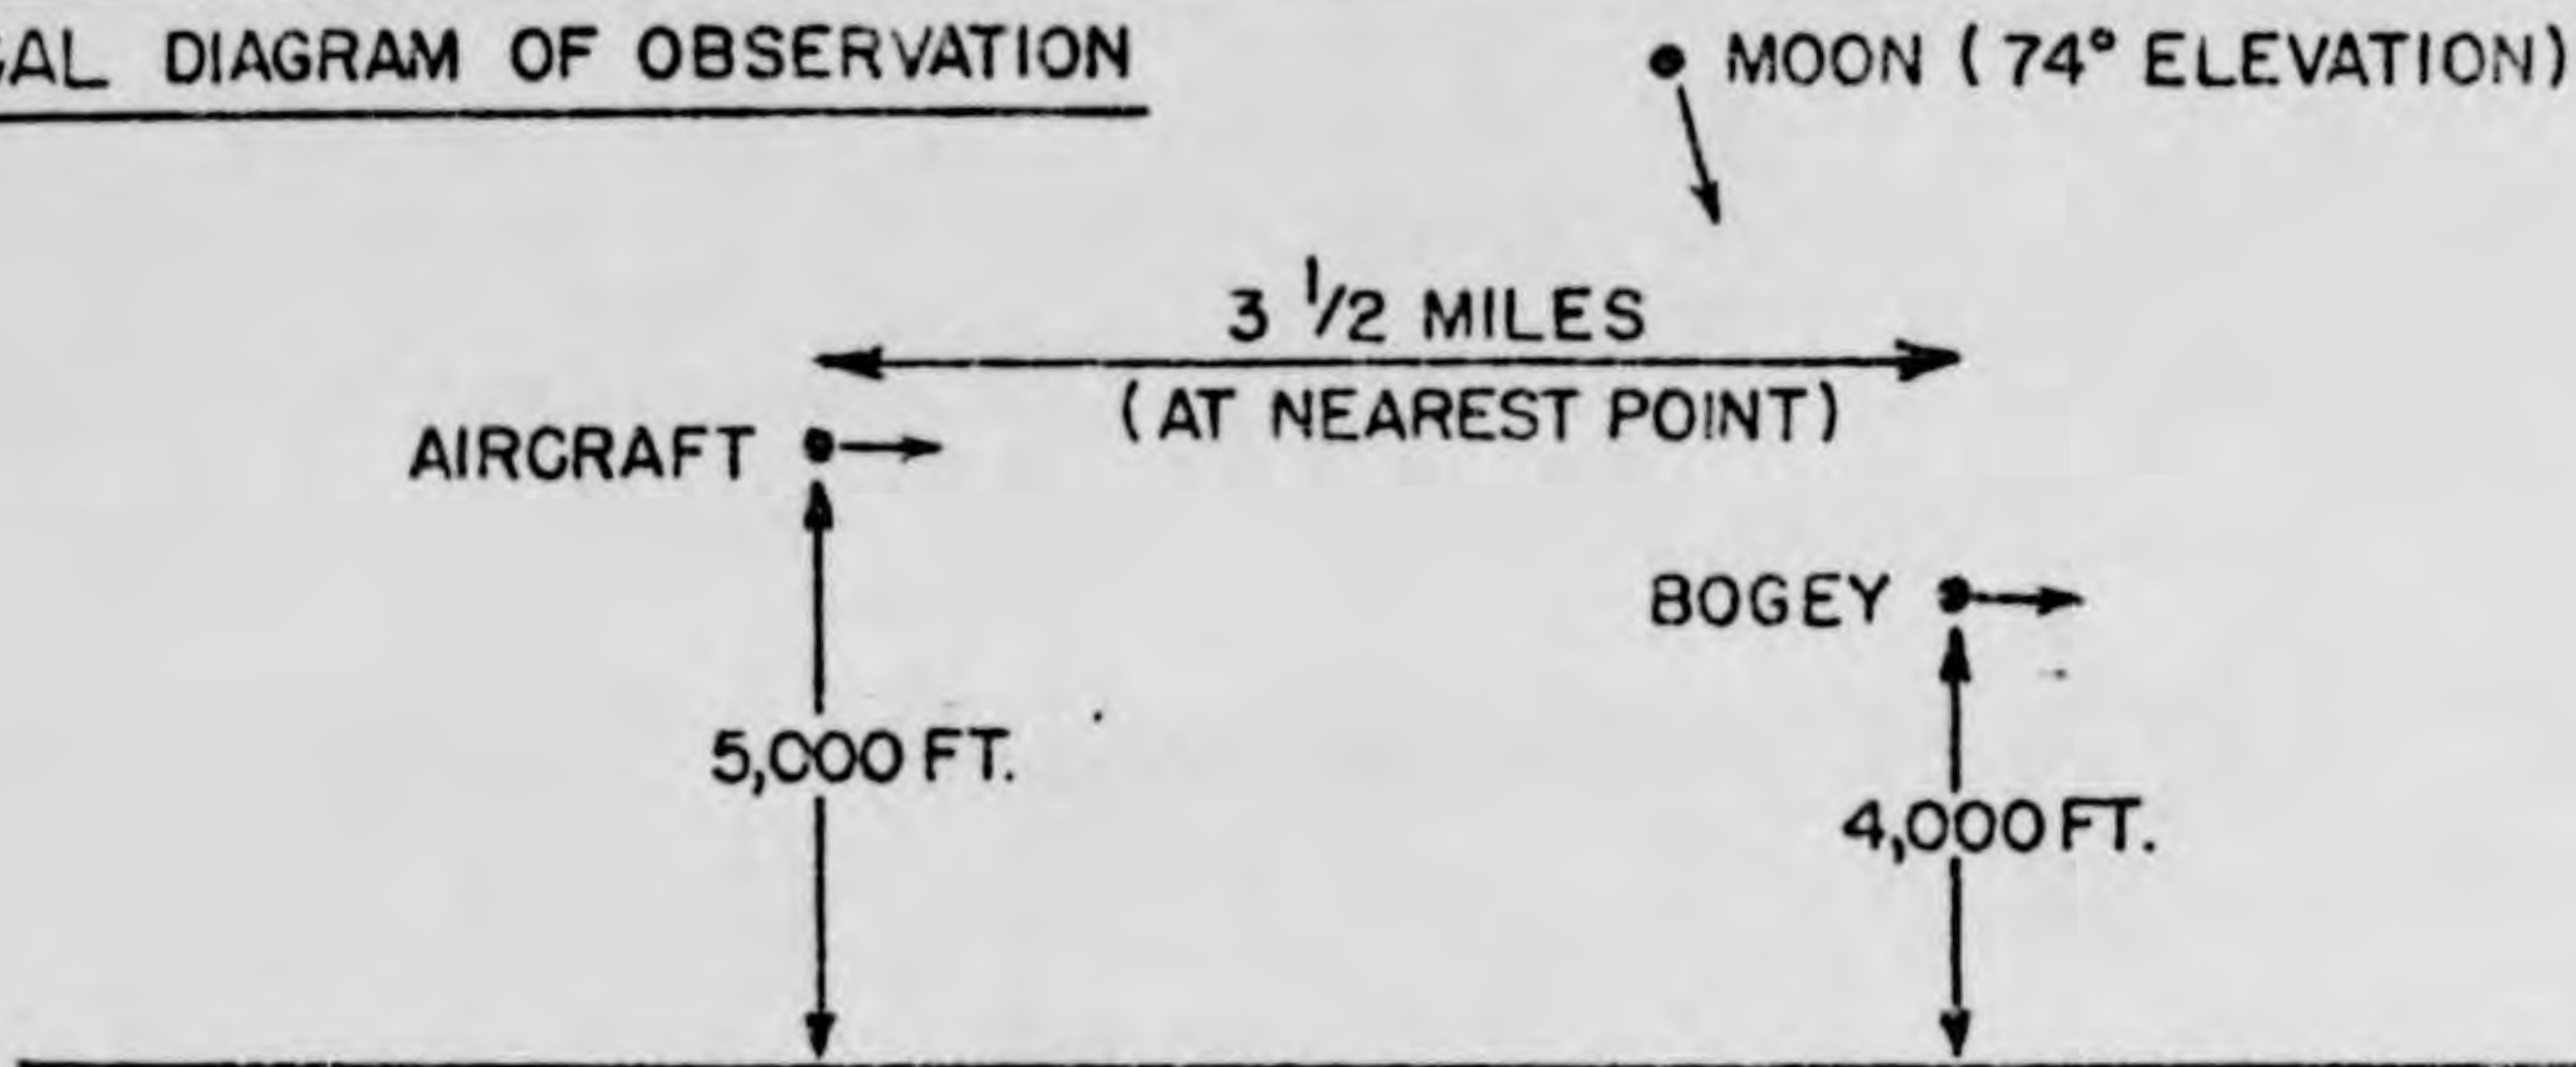 DIAGRAM OF OBSERVATION
MOON (74° ELEVATION)
3 1/2 MILES
(AT NEAREST POINT)
AIRCRAFT
BOGEY
5,000 FT.
4,000 FT.